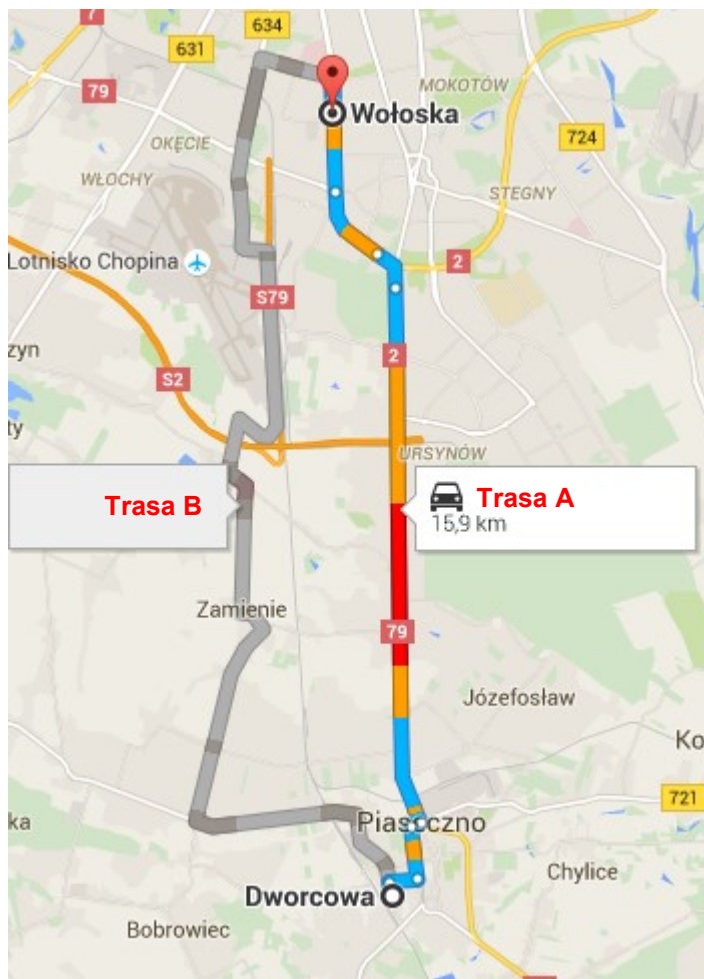 7
634
631
79
MOKOTÓW
Wołoska
724
OKĘCIE
WŁOCHY
STEGNY
Lotnisko Chopina
2
S79
zyn
2
S2
ty
URSYNÓW
Trasa B
Trasa A
15,9 km
Zamienie
79
Józefosław
Ko
721
ka
Piaseczno
Chylice
Dworcowa
Bobrowiec